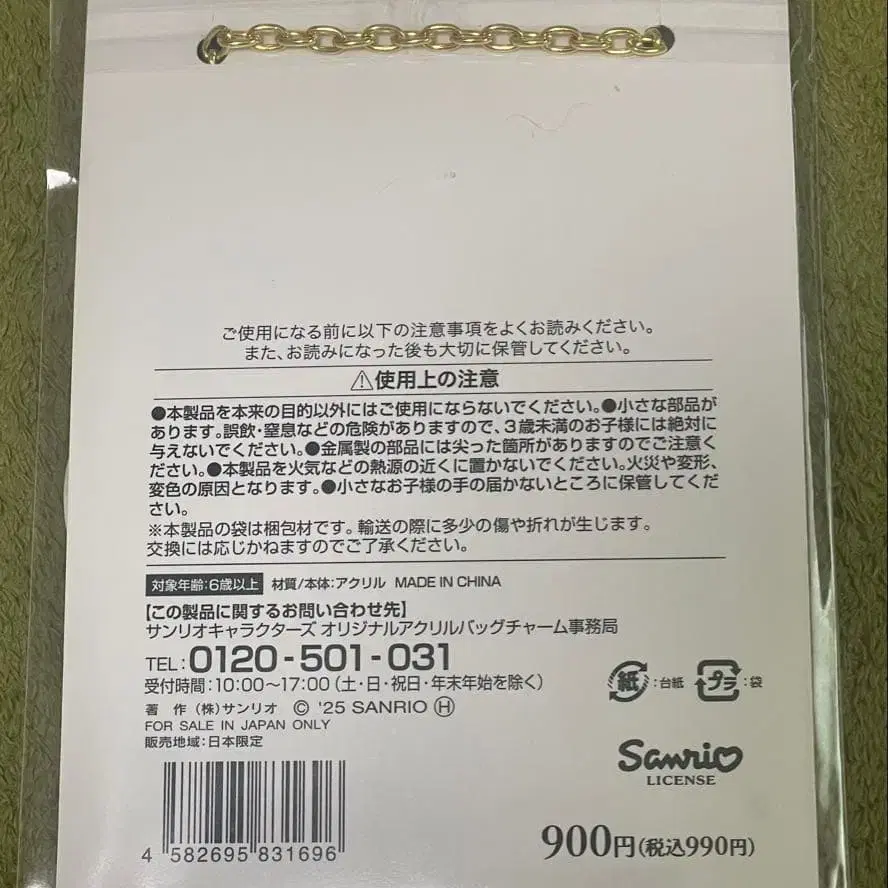 ご使用になる前に以下の注意事項をよくお読みください。
また、お読みになった後も大切に保管してください。
⚠使用上の注意
●本製品を本来の目的以外にはご使用にならないでください。●小さな部品が
あります。誤飲・窒息などの危険がありますので、3歳未満のお子様には絶対に
与えないでください。●金属製の部品には尖った箇所がありますのでご注意く
ださい。●本製品を火気などの熱源の近くに置かないでください。火災や変形、
変色の原因となります。●小さなお子様の手の届かないところに保管してくだ
さい。
※本製品の袋は梱包材です。輸送の際に多少の傷や折れが生じます。
交換には応じかねますのでご了承ください。
対象年齢:6歳以上 材質/本体:アクリル MADE IN CHINA
【この製品に関するお問い合わせ先】
サンリオキャラクターズ オリジナルアクリルバッグチャーム事務局
TEL:0120-501-031
受付時間:10:00〜17:00(土・日・祝日・年末年始を除く)
紙:台紙 プラ:袋
著 作 (株)サンリオ © '25 SANRIO Ⓗ
FOR SALE IN JAPAN ONLY
販売地域:日本限定
Sanrio
LICENSE
4 582695 831696
900円(税込990円)